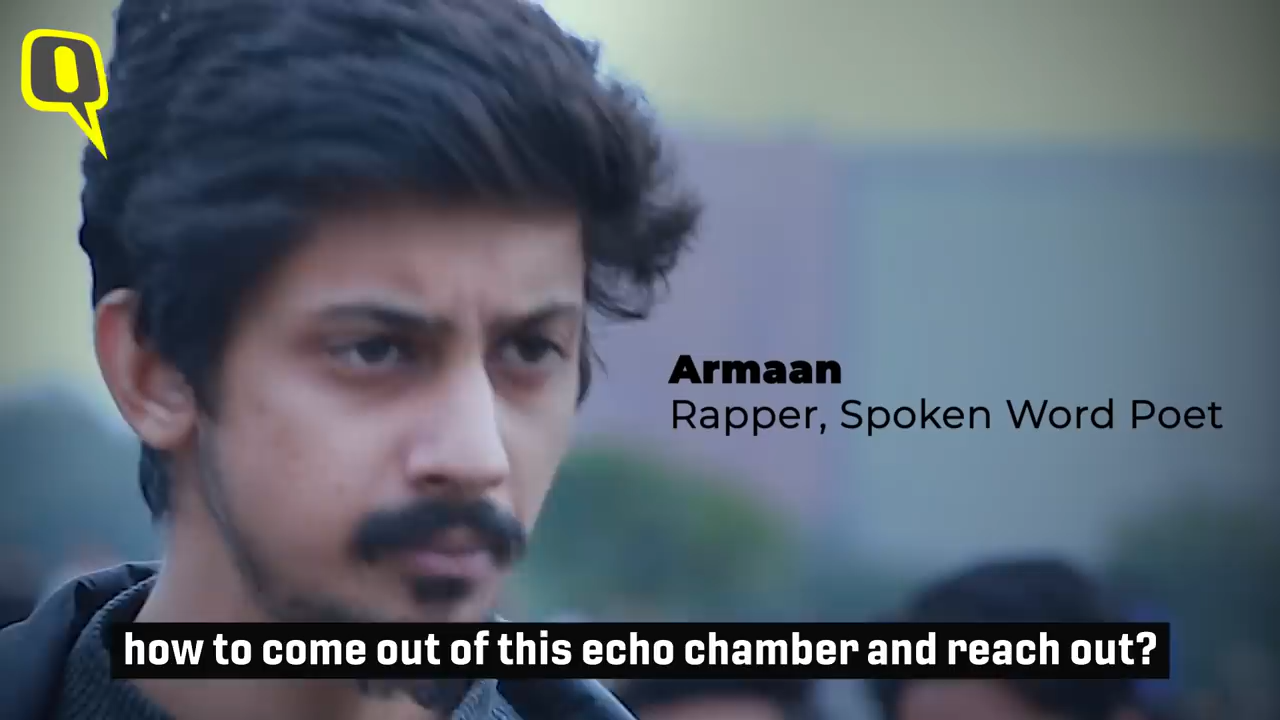 Armaan
Rapper, Spoken Word Poet
how to come out of this echo chamber and reach out?